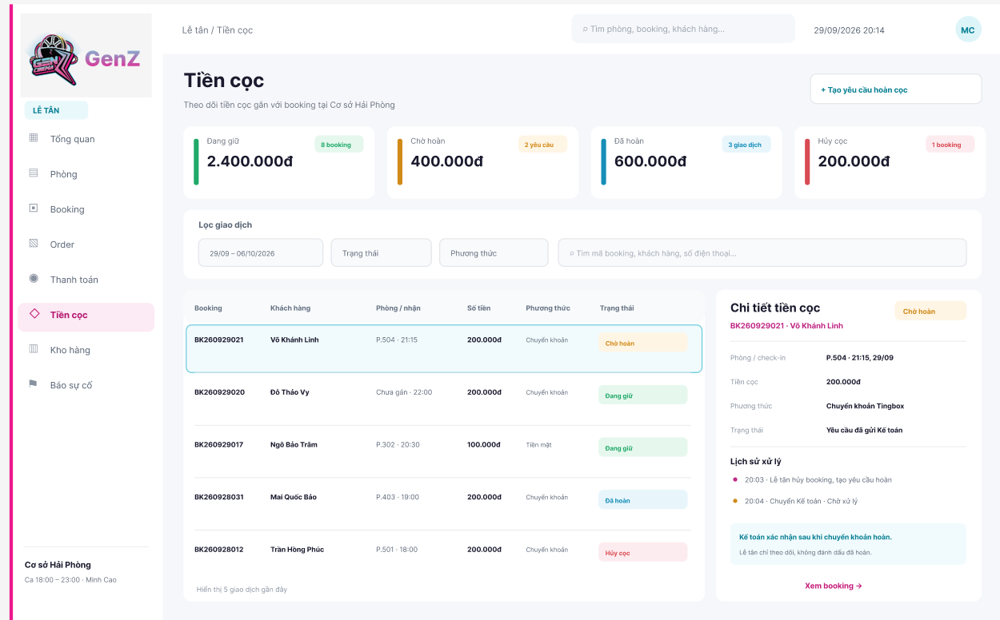 GEN Z
CINEMA
GenZ
LỄ TÂN
Tổng quan
Phòng
Booking
Order
Thanh toán
Tiền cọc
Kho hàng
Báo sự cố
Cơ sở Hải Phòng
Ca 18:00 – 23:00 · Minh Cao
Lễ tân / Tiền cọc
Tìm phòng, booking, khách hàng...
29/09/2026 20:14
MC
Tiền cọc
Theo dõi tiền cọc gắn với booking tại Cơ sở Hải Phòng
+ Tạo yêu cầu hoàn cọc
Đang giữ
8 booking
2.400.000đ
Chờ hoàn
2 yêu cầu
400.000đ
Đã hoàn
3 giao dịch
600.000đ
Hủy cọc
1 booking
200.000đ
Lọc giao dịch
29/09 – 06/10/2026
Trạng thái
Phương thức
Tìm mã booking, khách hàng, số điện thoại...
Booking Khách hàng Phòng / nhận Số tiền Phương thức Trạng thái
BK260929021 Võ Khánh Linh P.504 · 21:15 200.000đ Chuyển khoản Chờ hoàn
BK260929020 Đỗ Thảo Vy Chưa gán · 22:00 200.000đ Chuyển khoản Đang giữ
BK260929017 Ngô Bảo Trâm P.302 · 20:30 100.000đ Tiền mặt Đang giữ
BK260928031 Mai Quốc Bảo P.403 · 19:00 200.000đ Chuyển khoản Đã hoàn
BK260928012 Trần Hồng Phúc P.501 · 18:00 200.000đ Chuyển khoản Hủy cọc
Hiển thị 5 giao dịch gần đây
Chi tiết tiền cọc
Chờ hoàn
BK260929021 · Võ Khánh Linh
Phòng / check-in P.504 · 21:15, 29/09
Tiền cọc 200.000đ
Phương thức Chuyển khoản Tingbox
Trạng thái Yêu cầu đã gửi Kế toán
Lịch sử xử lý
20:03 · Lễ tân hủy booking, tạo yêu cầu hoàn
20:04 · Chuyển Kế toán · Chờ xử lý
Kế toán xác nhận sau khi chuyển khoản hoàn.
Lễ tân chỉ theo dõi, không đánh dấu đã hoàn.
Xem booking →